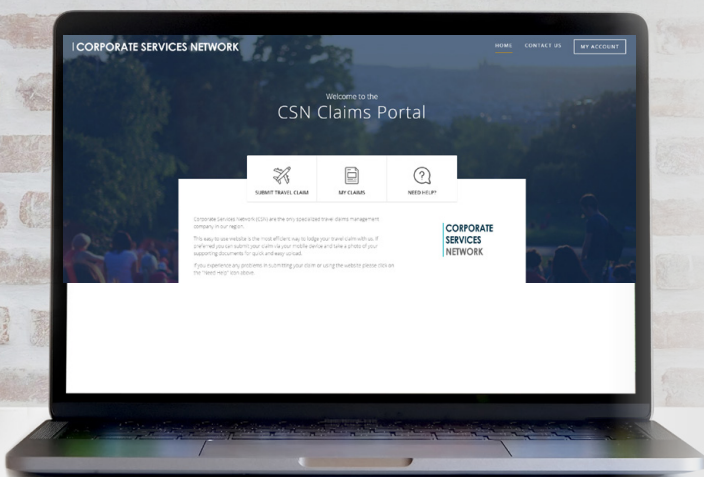 CORPORATE SERVICES NETWORK
HOME CONTACT US MY ACCOUNT
Welcome to the
CSN Claims Portal
SUBMIT TRAVEL CLAIM MY CLAIMS NEED HELP?
Corporate Services Network (CSN) are the only specialised travel claims management
company in our region.
This easy to use website is the most efficient way to lodge your travel claim with us. If
preferred you can submit your claim via your mobile device and take a photo of your
supporting documents for quick and easy upload.
If you experience any problems in submitting your claim or using the website please click on
the "Need Help" icon above
CORPORATE
SERVICES
NETWORK